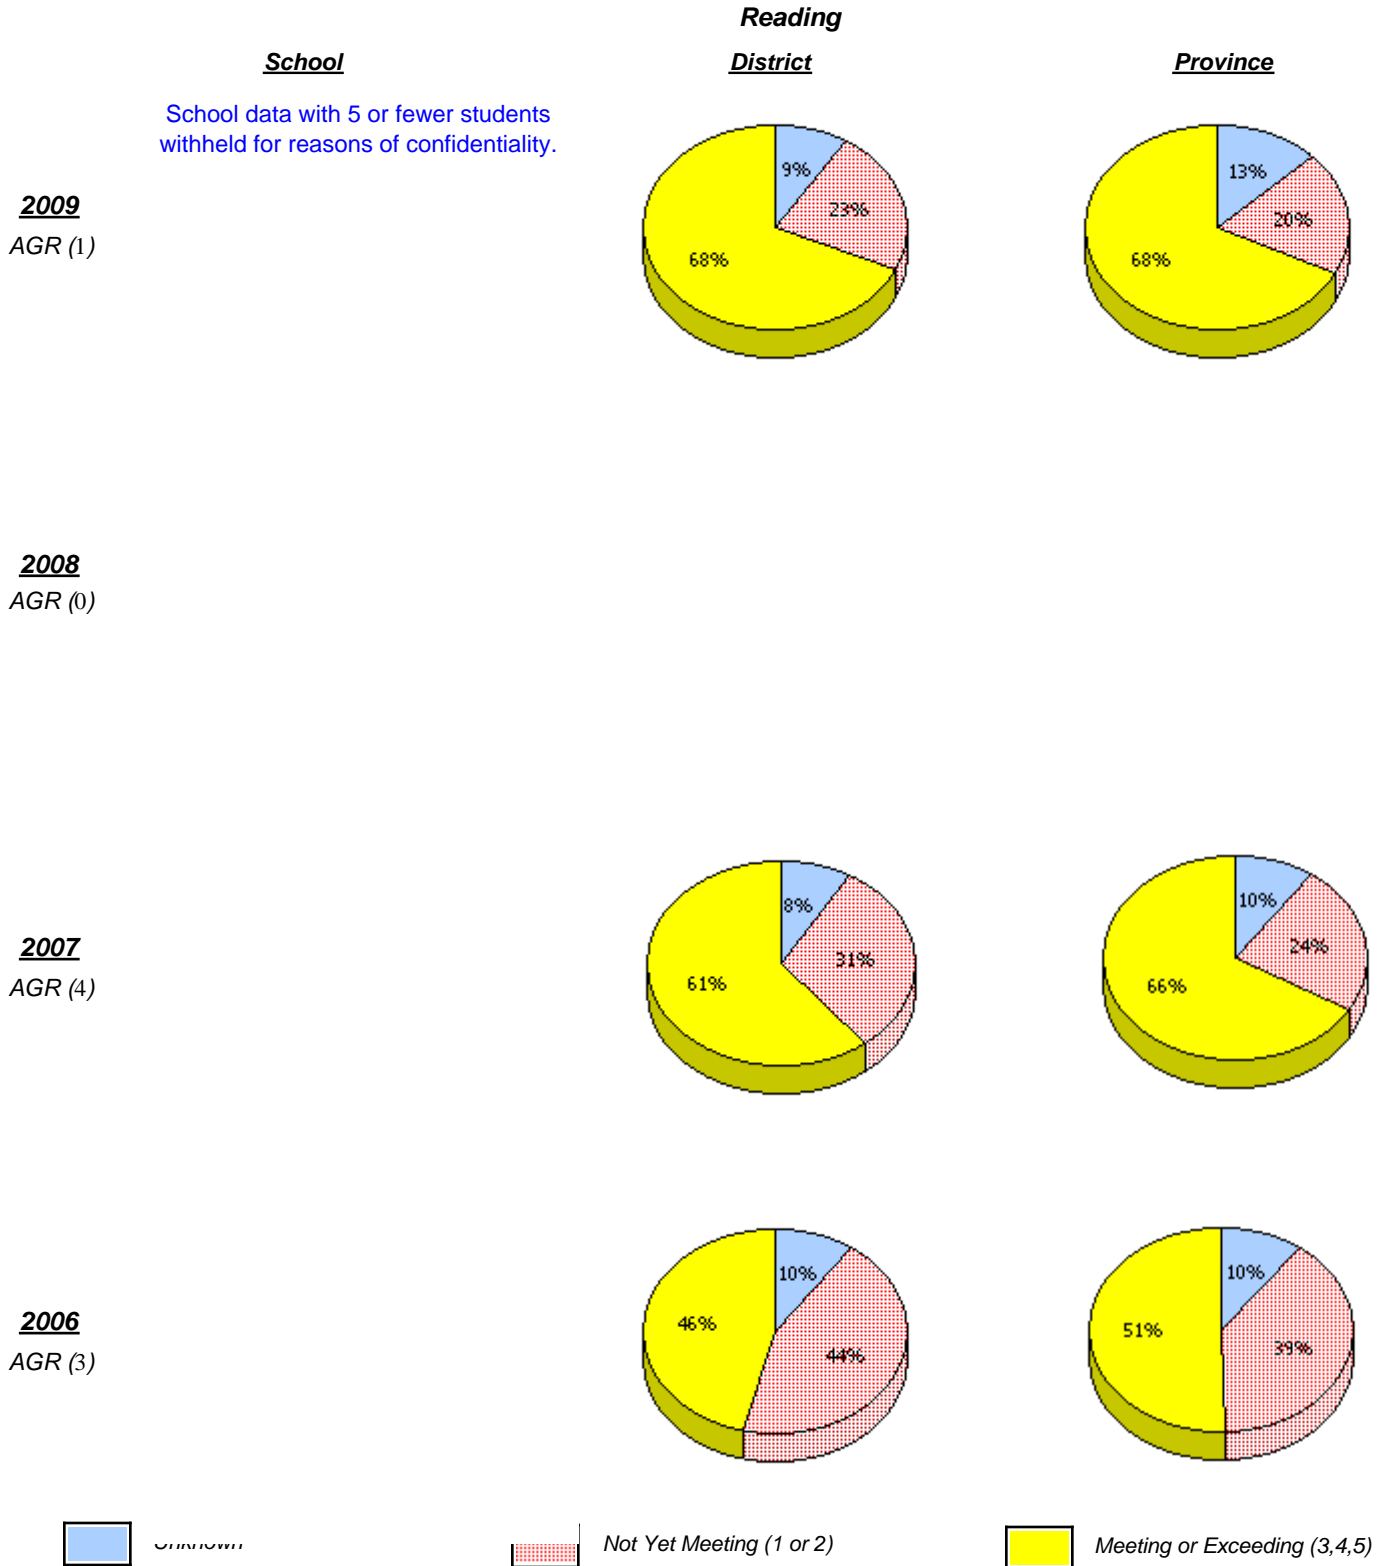 Reading
School District Province
School data with 5 or fewer students
withheld for reasons of confidentiality.
9% 13%
2009 23% 20%
AGR (1)
68% 68%
2008
AGR (0)
8% 10%
2007 31% 24%
AGR (4)
61% 66%
10% 10%
2006 46% 51%
AGR (3) 44% 39%
Unknown Not Yet Meeting (1 or 2) Meeting or Exceeding (3,4,5)